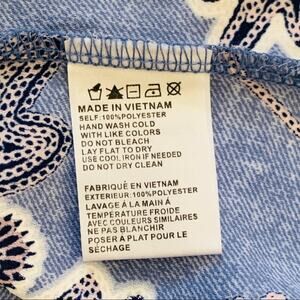 MADE IN VIETNAM
SELF:100%POLYESTER
HAND WASH COLD
WITH LIKE COLORS
DO NOT BLEACH
LAY FLAT TO DRY
USE COOL IRON IF NEEDED
DO NOT DRY CLEAN
FABRIQUÉ EN VIETNAM
EXTERIEUR:100%POLYESTER
LAVAGE Á LA MAIN Á
TEMPERATURE FROIDE
AVEC COULEURS SIMILAIRES
NE PAS BLANCHIR
POSER A PLAT POUR LE
SÉCHAGE